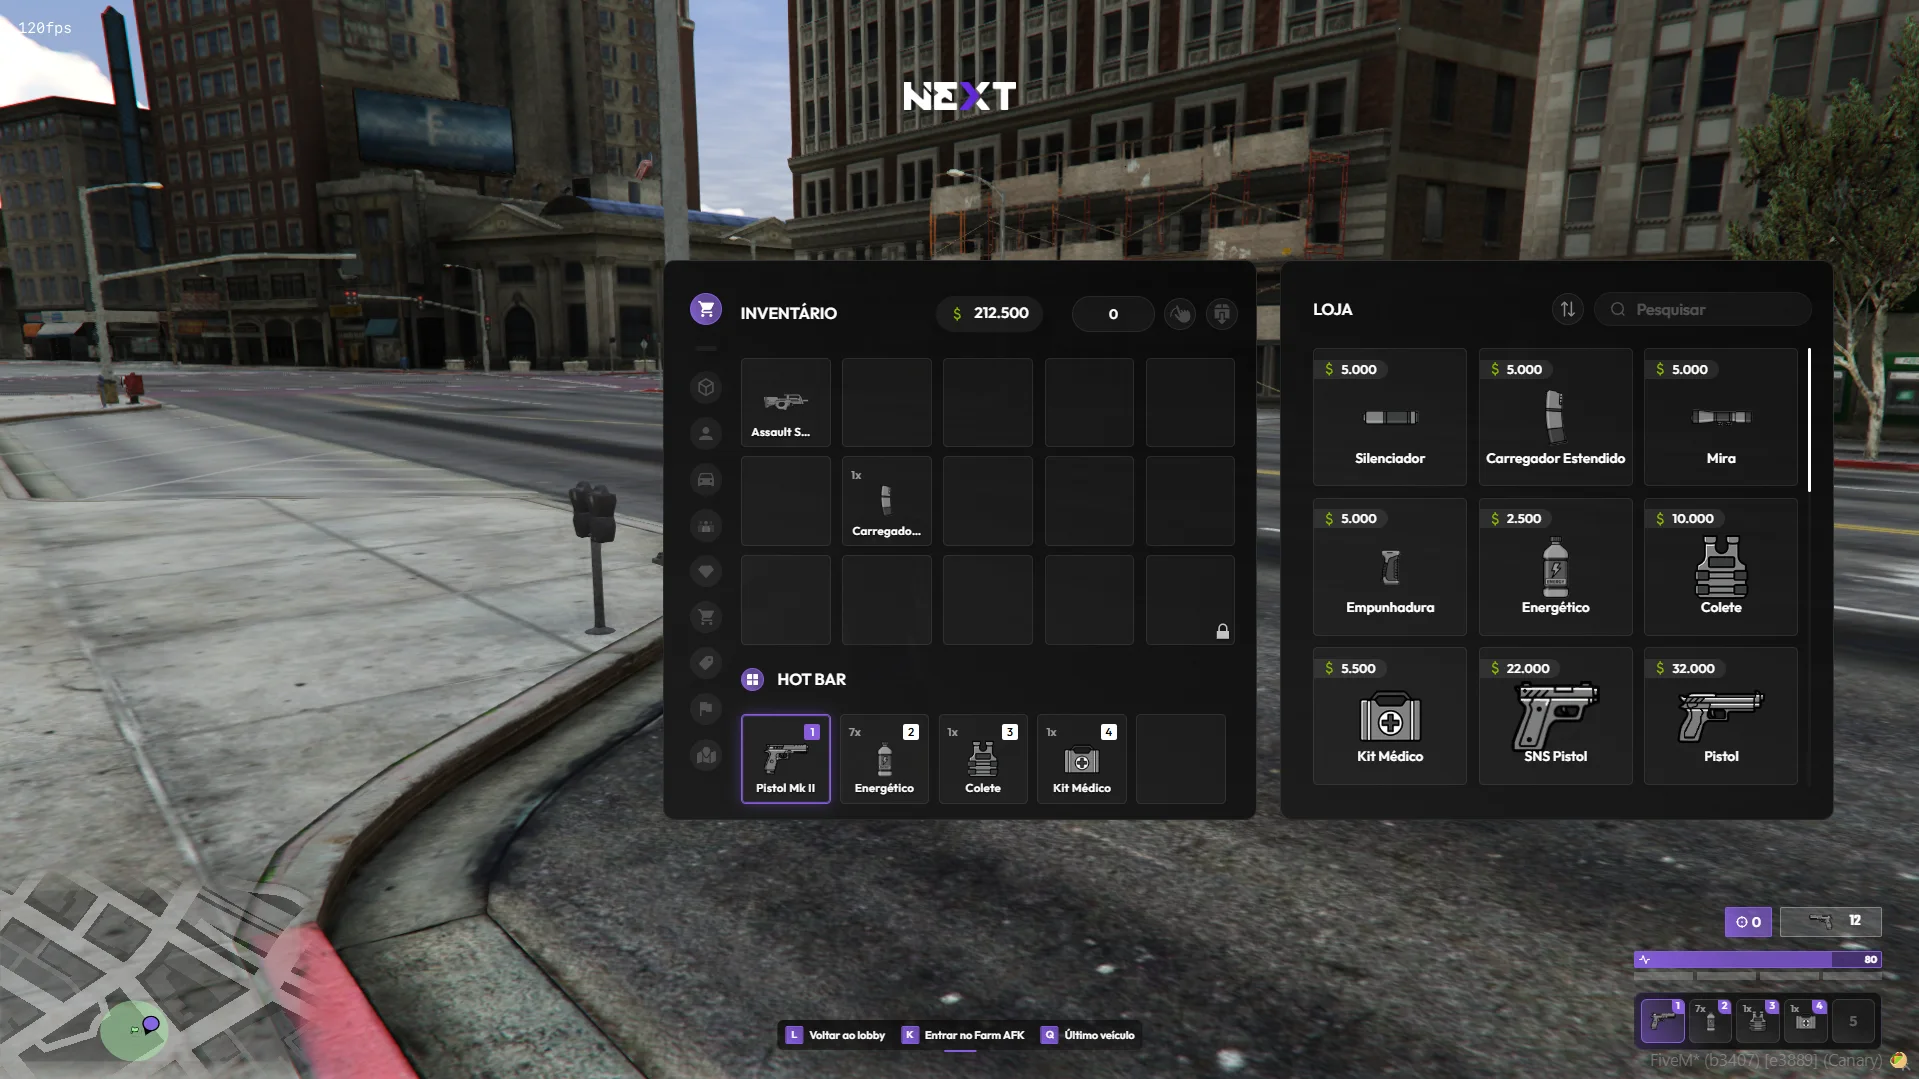 120fps
NEXT
INVENTÁRIO
$ 212.500
0
Assault S...
1x
Carregado...
HOT BAR
1
Pistol Mk II
7x
2
Energético
1x
3
Colete
1x
4
Kit Médico
LOJA
Pesquisar
$ 5.000
Silenciador
$ 5.000
Carregador Estendido
$ 5.000
Mira
$ 5.000
Empunhadura
$ 2.500
Energético
$ 10.000
Colete
$ 5.500
Kit Médico
$ 22.000
SNS Pistol
$ 32.000
Pistol
0
12
80
1
7x 2
1x 3
1x 4
5
L Voltar ao lobby K Entrar no Farm AFK Q Último veículo
FiveM* (b3407) [e3889] (Canary)